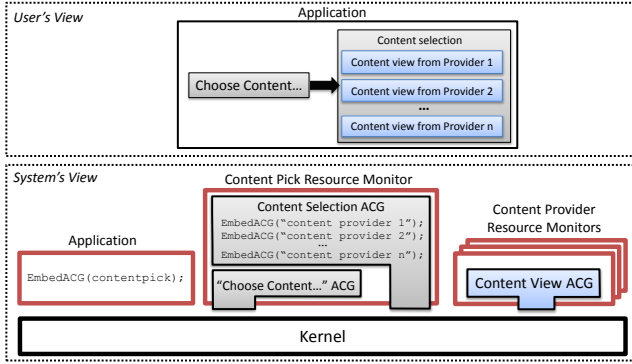 User's View
Application
Content selection
Content view from Provider 1
Choose Content...
Content view from Provider 2
...
Content view from Provider n
System's View
Content Pick Resource Monitor
Content Selection ACG
EmbedACG("content provider 1");
EmbedACG("content provider 2");
...
EmbedACG("content provider n");
Content Provider
Resource Monitors
Application
EmbedACG(contentpick);
"Choose Content..." ACG
Content View ACG
Kernel